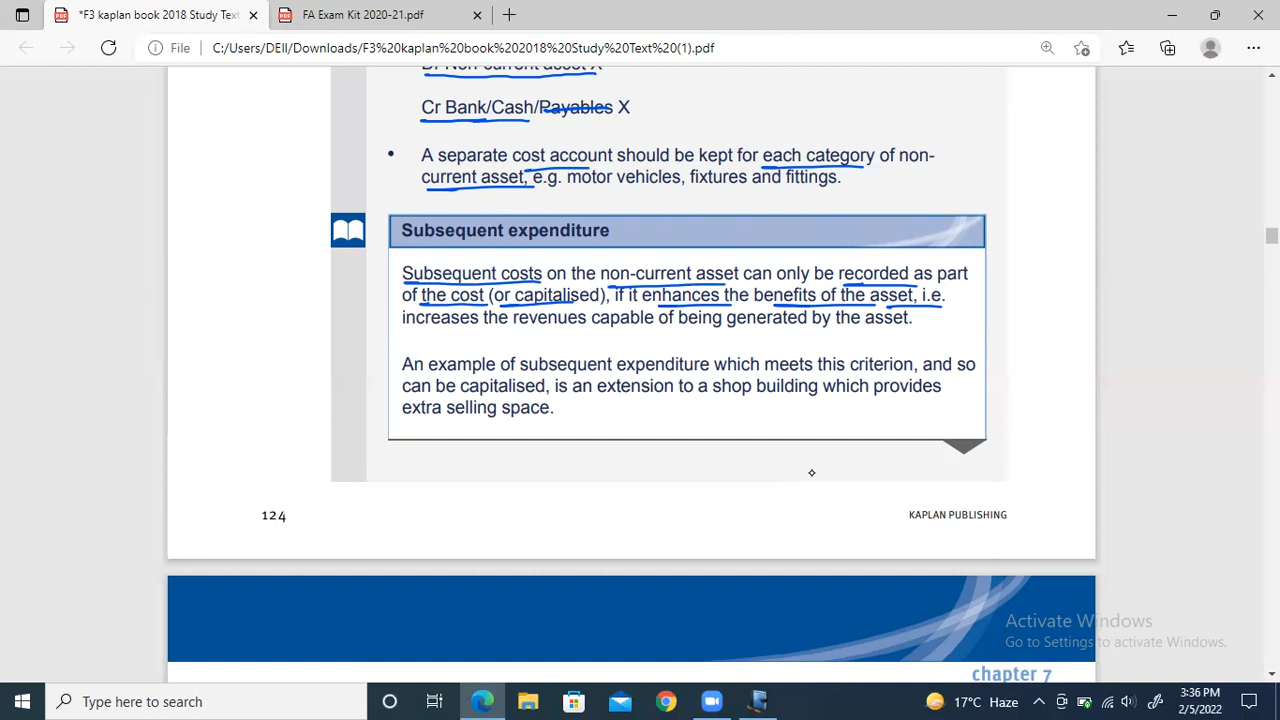 *F3 kaplan book 2018 Study Text
FA Exam Kit 2020-21.pdf
File
C:/Users/DEll/Downloads/F3%20kaplan%20book%202018%20Study%20Text%20(1).pdf
Dr Non-current asset X
Cr Bank/Cash/Payables X
• A separate cost account should be kept for each category of non-
current asset, e.g. motor vehicles, fixtures and fittings.
Subsequent expenditure
Subsequent costs on the non-current asset can only be recorded as part
of the cost (or capitalised), if it enhances the benefits of the asset, i.e.
increases the revenues capable of being generated by the asset.
An example of subsequent expenditure which meets this criterion, and so
can be capitalised, is an extension to a shop building which provides
extra selling space.
124
KAPLAN PUBLISHING
Activate Windows
Go to Settings to activate Windows.
chapter 7
Type here to search
17°C Haze
3:36 PM
2/5/2022